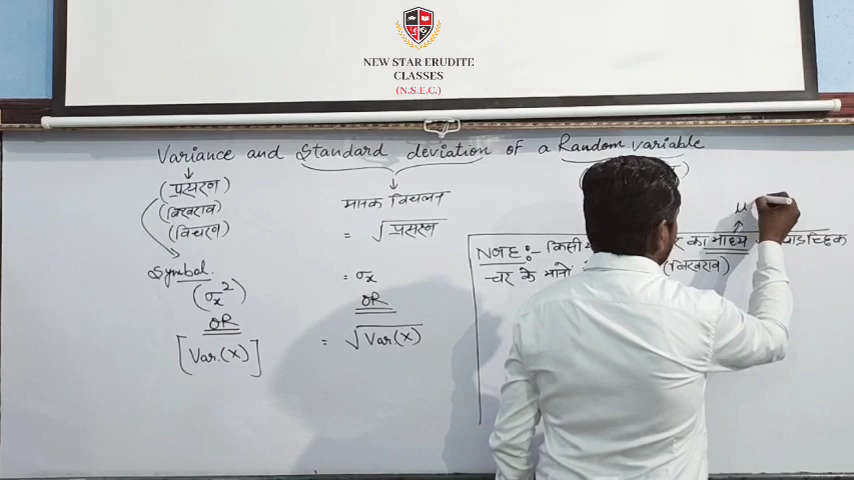 NEW STAR ERUDITE
CLASSES
(N.S.E.C.)
Variance and Standard deviation of a Random variable
(प्रसरण)
(बिखराव)
(विचरण)
Symbol
(σx²)
OR
[Var.(X)]
मानक विचलन
= √प्रसरण
= σx
OR
= √Var.(X)
μ
NOTE:- किसी का माध्य यादृच्छिक
चर के मानों (बिखराव)